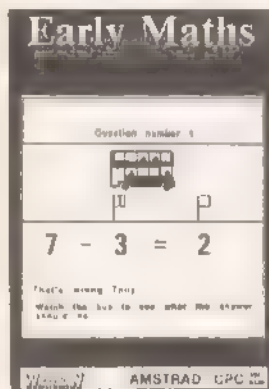 Early Maths
Question number 1
7 - 3 = 2
That's wrong Tony
Watch the bus to see what the answer
should be
AMSTRAD CPC